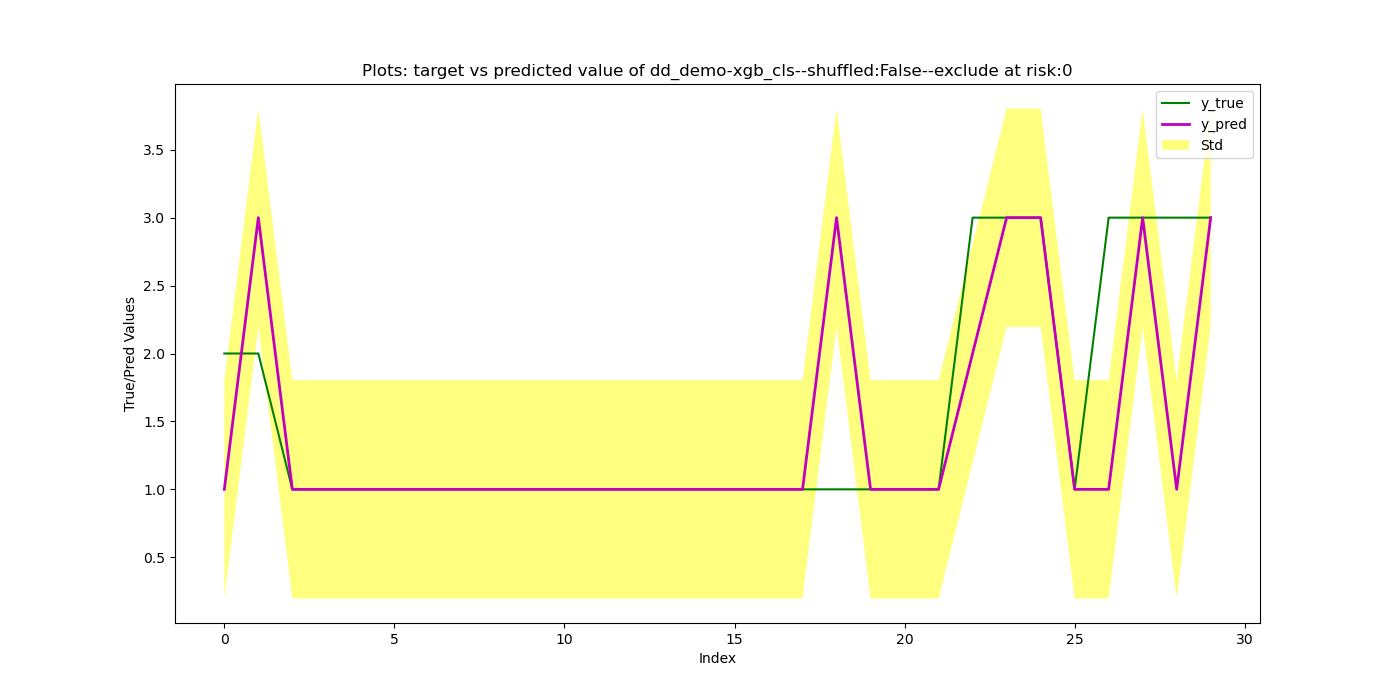 Plots: target vs predicted value of dd_demo-xgb_cls--shuffled:False--exclude at risk:0
y_true
y_pred
Std
True/Pred Values
3.5
3.0
2.5
2.0
1.5
1.0
0.5
0 5 10 15 20 25 30
Index